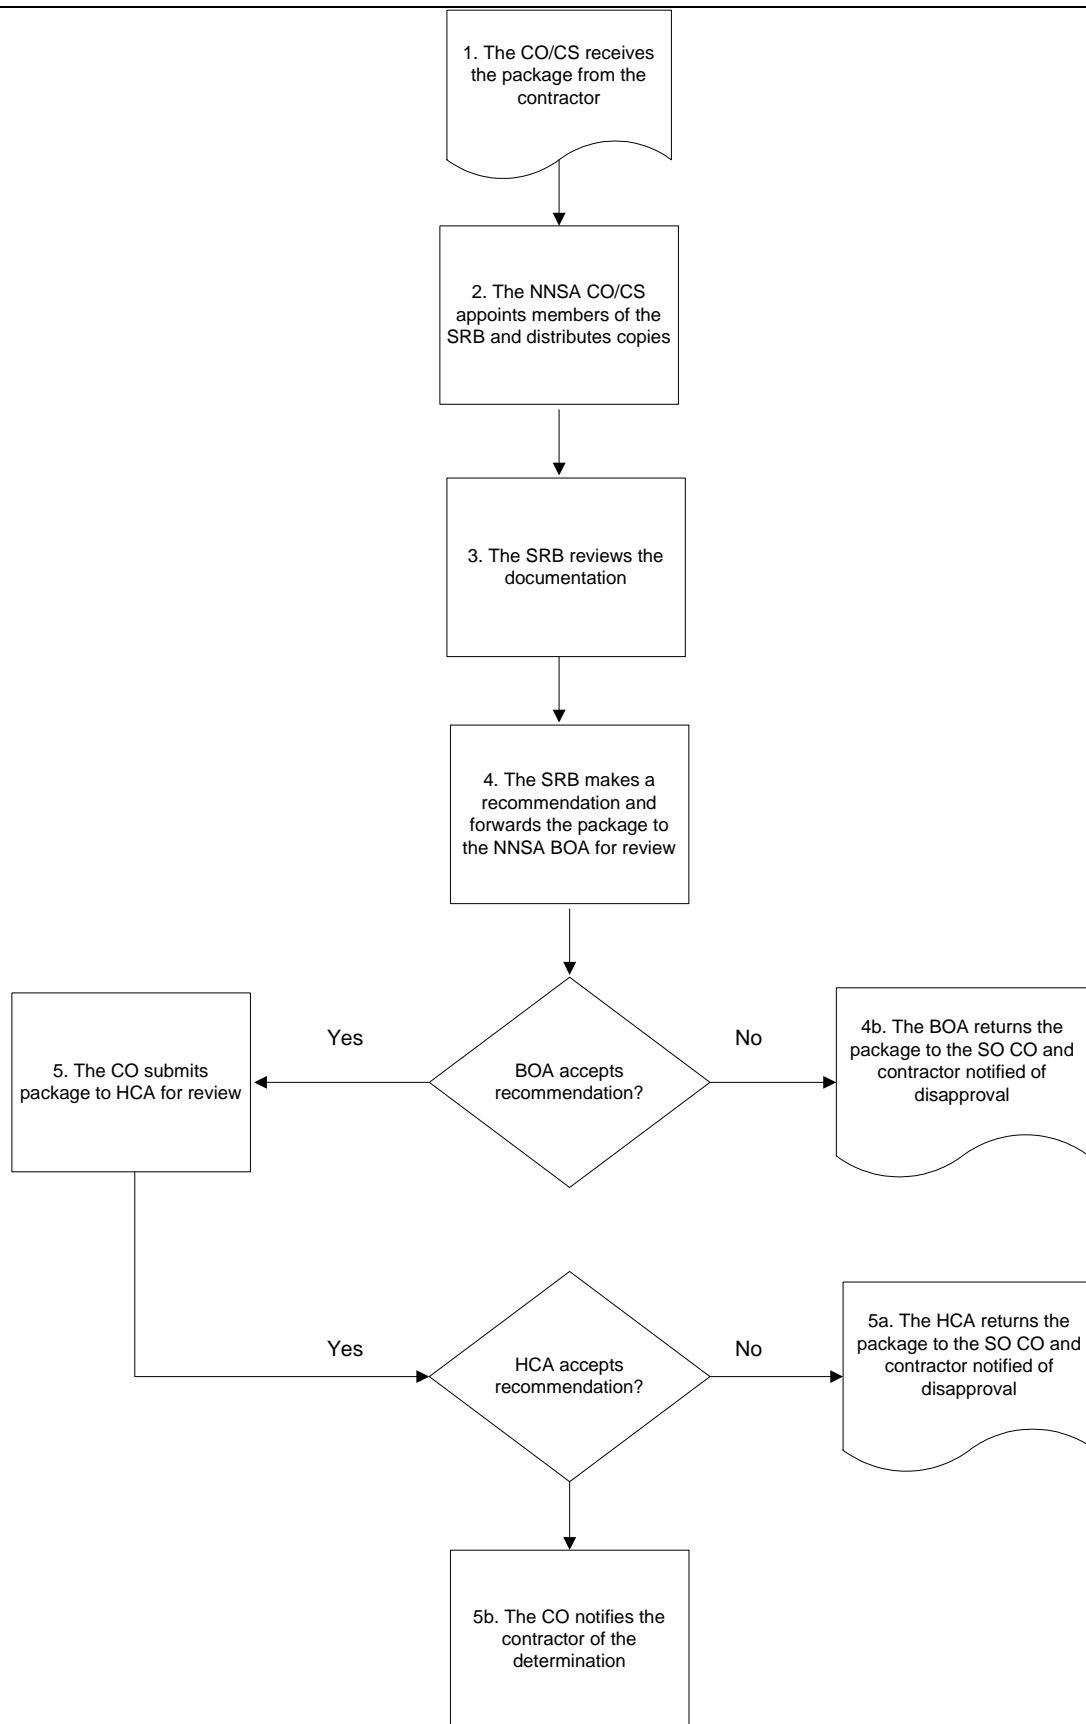 1. The CO/CS receives
the package from the
contractor
2. The NNSA CO/CS
appoints members of the
SRB and distributes copies
3. The SRB reviews the
documentation
4. The SRB makes a
recommendation and
forwards the package to
the NNSA BOA for review
BOA accepts
recommendation?
Yes
No
5. The CO submits
package to HCA for review
4b. The BOA returns the
package to the SO CO and
contractor notified of
disapproval
Yes
HCA accepts
recommendation?
No
5a. The HCA returns the
package to the SO CO and
contractor notified of
disapproval
5b. The CO notifies the
contractor of the
determination